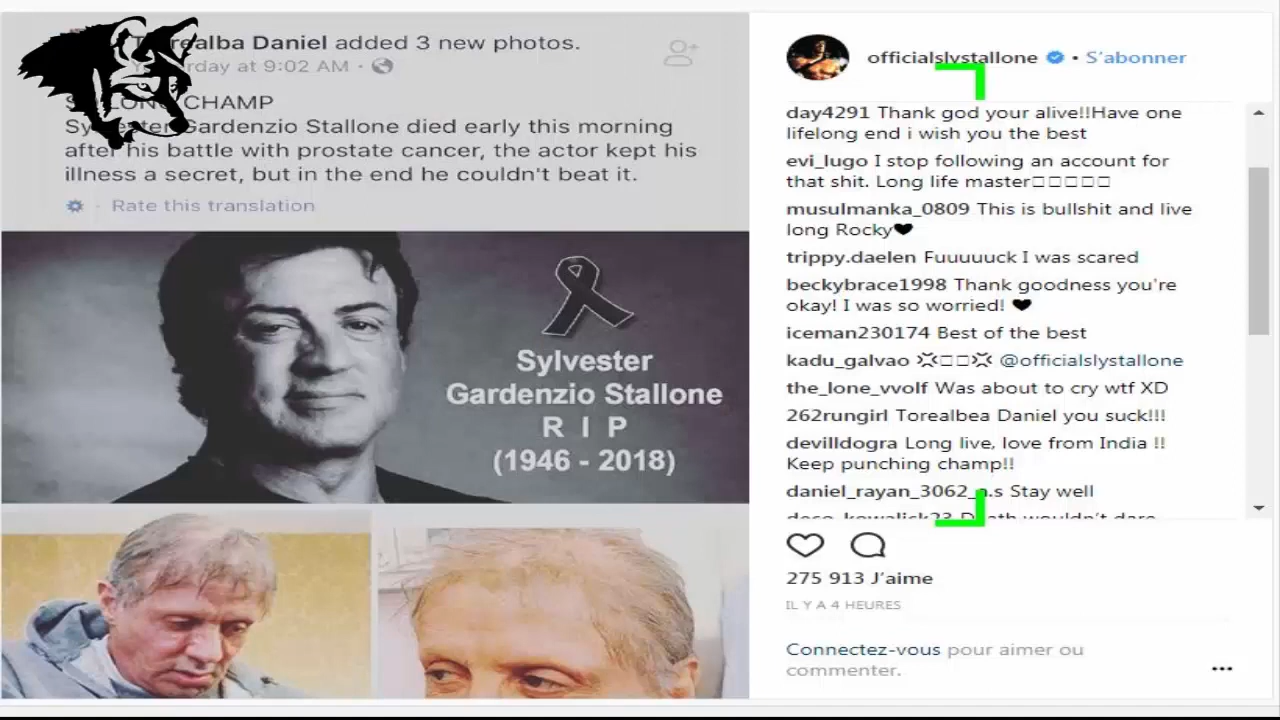 Daniel added 3 new photos.
at 9:02 AM ·
CHAMP
Gardenzio Stallone died early this morning
after his battle with prostate cancer, the actor kept his
illness a secret, but in the end he couldn't beat it.
· Rate this translation
Sylvester
Gardenzio Stallone
R I P
(1946 - 2018)
officialslystallone • S'abonner
day4291 Thank god your alive!!Have one
lifelong end i wish you the best
evi_lugo I stop following an account for
that shit. Long life master□□□□□
musulmanka_0809 This is bullshit and live
long Rocky♥
trippy.daelen Fuuuuuck I was scared
beckybrace1998 Thank goodness you're
okay! I was so worried! ♥
iceman230174 Best of the best
kadu_galvao 💢□□💢 @officialslystallone
the_lone_vvolf Was about to cry wtf XD
262rungirl Torealbea Daniel you suck!!!
devilldogra Long live, love from India !!
Keep punching champ!!
Stay well
wouldn't dare
275 913 J'aime
IL Y A 4 HEURES
Connectez-vous pour aimer ou
commenter.